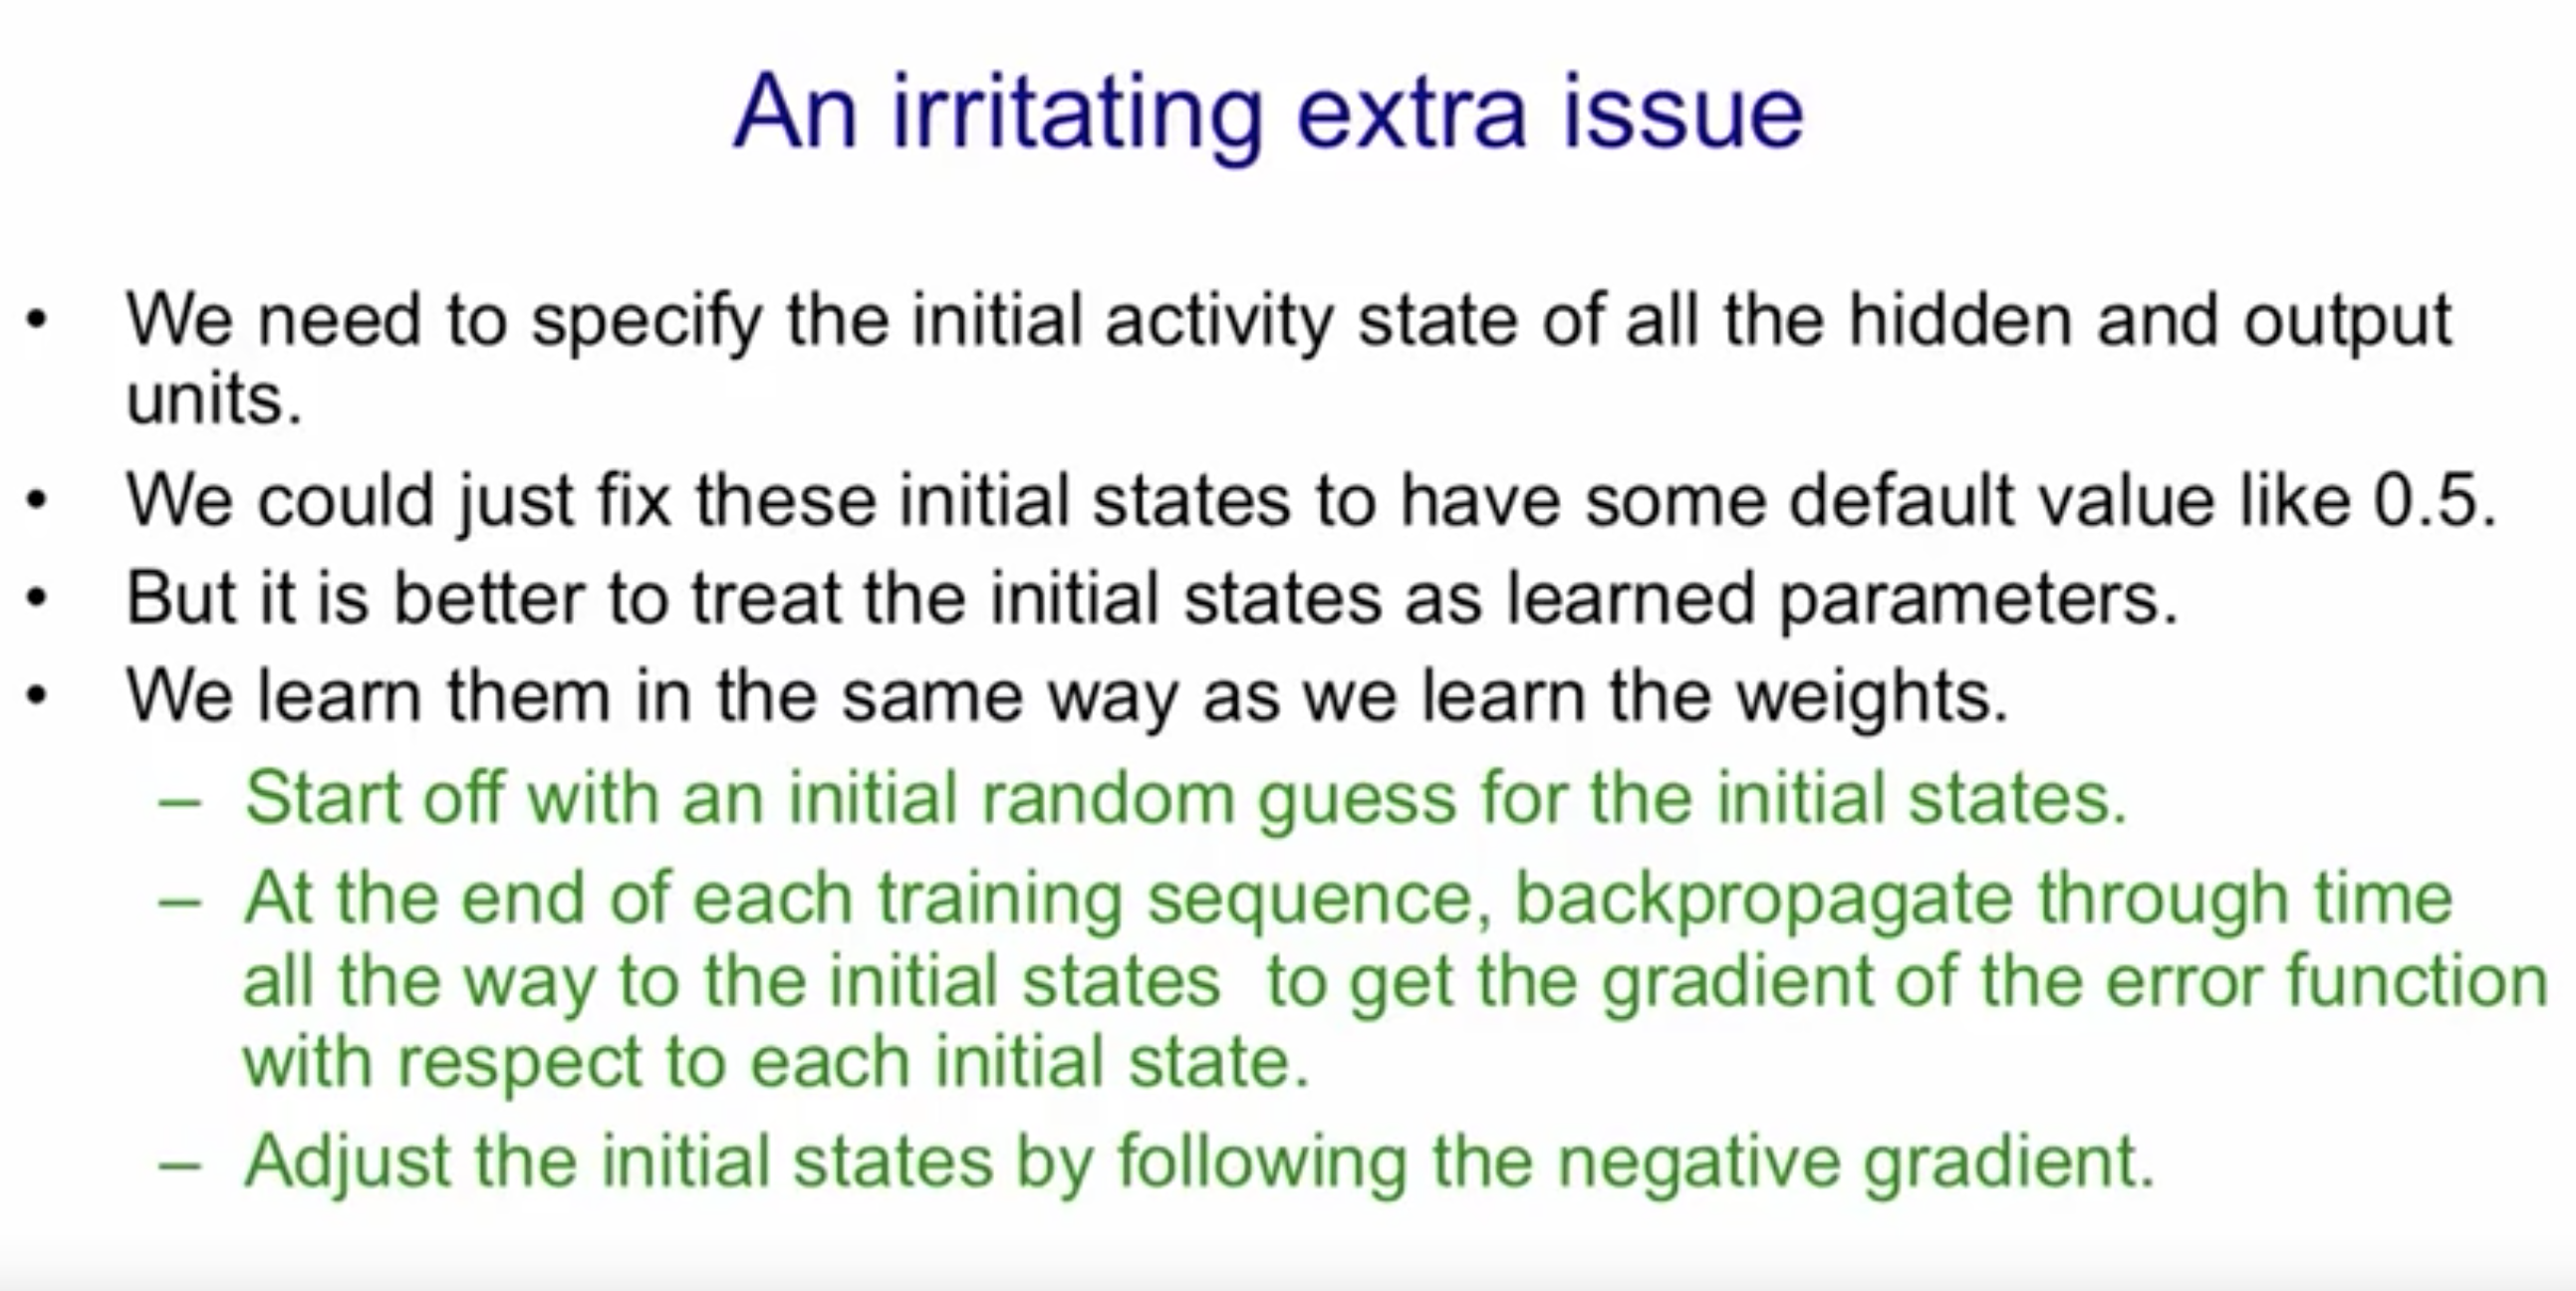 An irritating extra issue
• We need to specify the initial activity state of all the hidden and output
units.
• We could just fix these initial states to have some default value like 0.5.
• But it is better to treat the initial states as learned parameters.
• We learn them in the same way as we learn the weights.
– Start off with an initial random guess for the initial states.
– At the end of each training sequence, backpropagate through time
all the way to the initial states  to get the gradient of the error function
with respect to each initial state.
– Adjust the initial states by following the negative gradient.